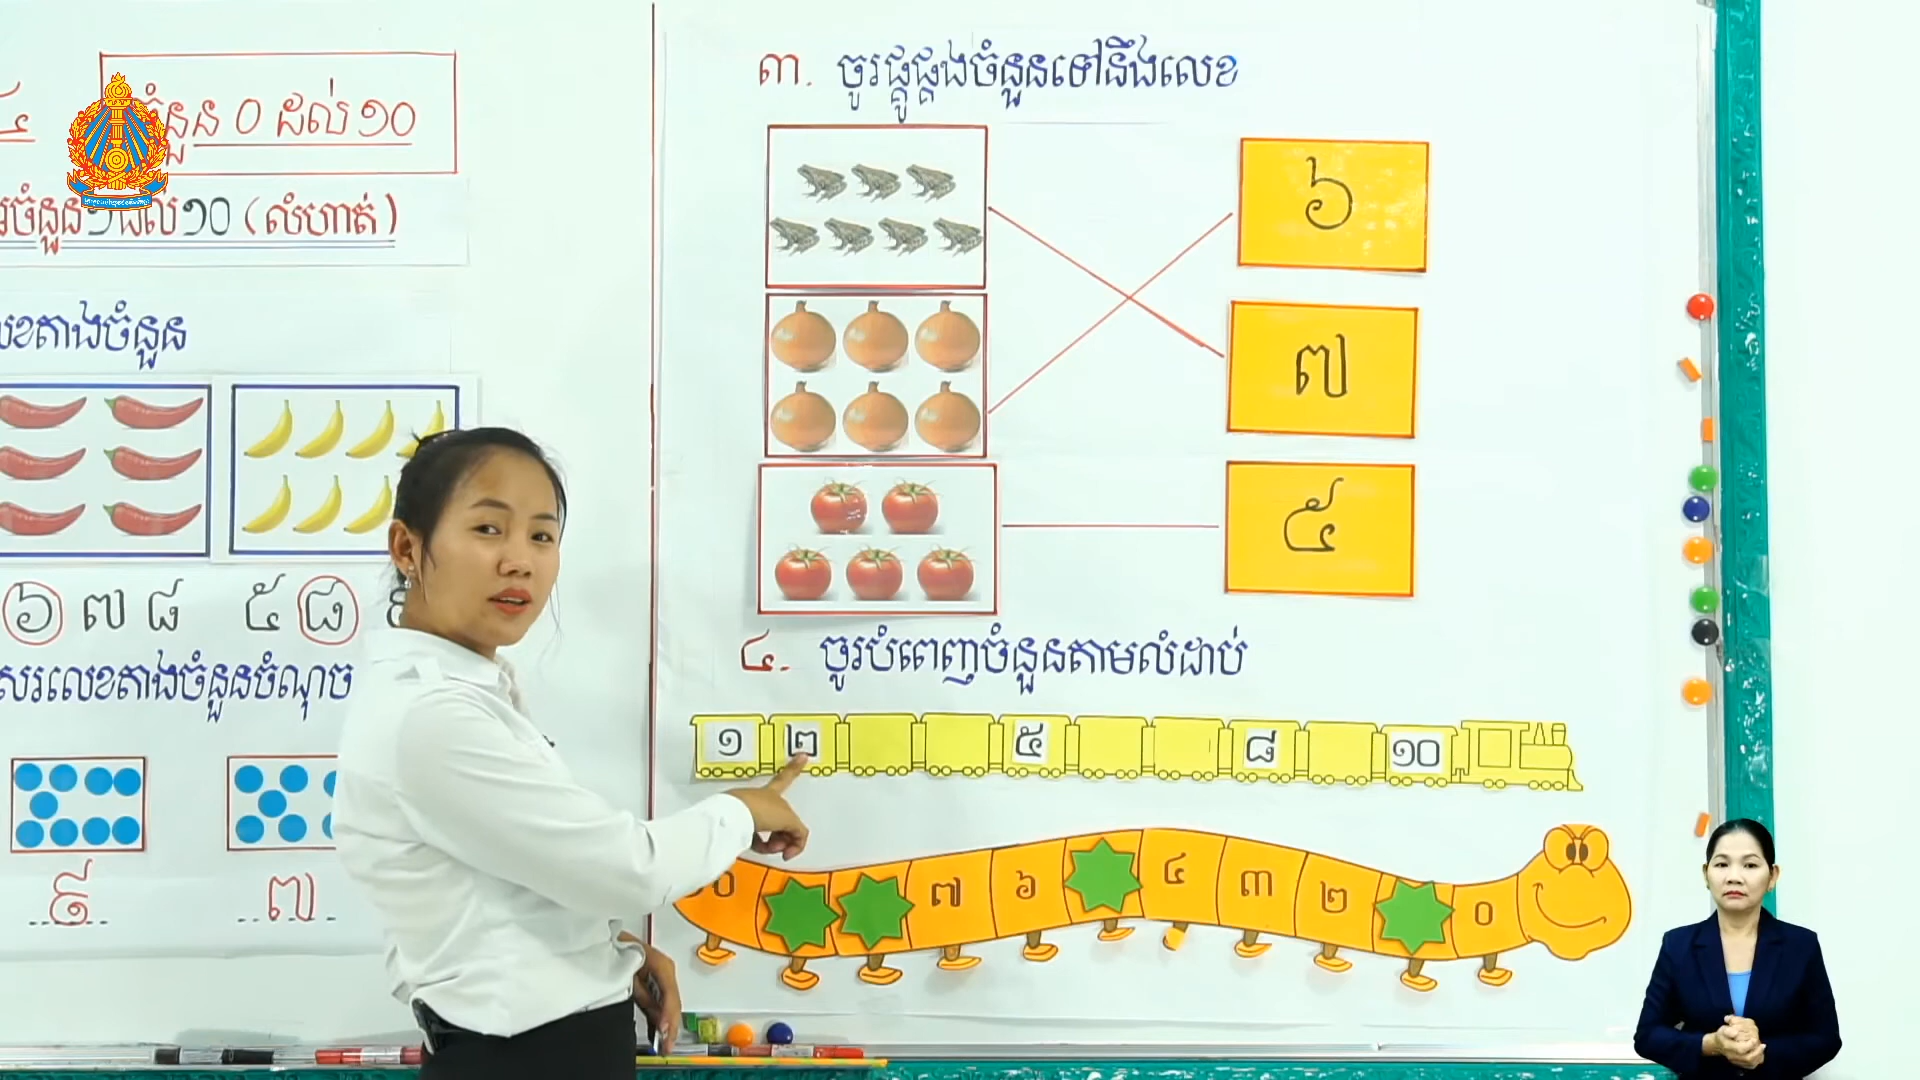 ៤
ចំនួន ០ ដល់ ១០
រចំនួន១ដល់១០ (លំហាត់)
លេខតាងចំនួន
៦ ៧ ៨
៥ ៨
សរសេរលេខតាងចំនួនចំណុច
៩
៧
៣. ចូរផ្គូផ្គងចំនួនទៅនឹងលេខ
៦
៧
៥
៤. ចូរបំពេញចំនួនតាមលំដាប់
១ ២ ៥ ៨ ១០
៧ ៦ ៤ ៣ ២ ០